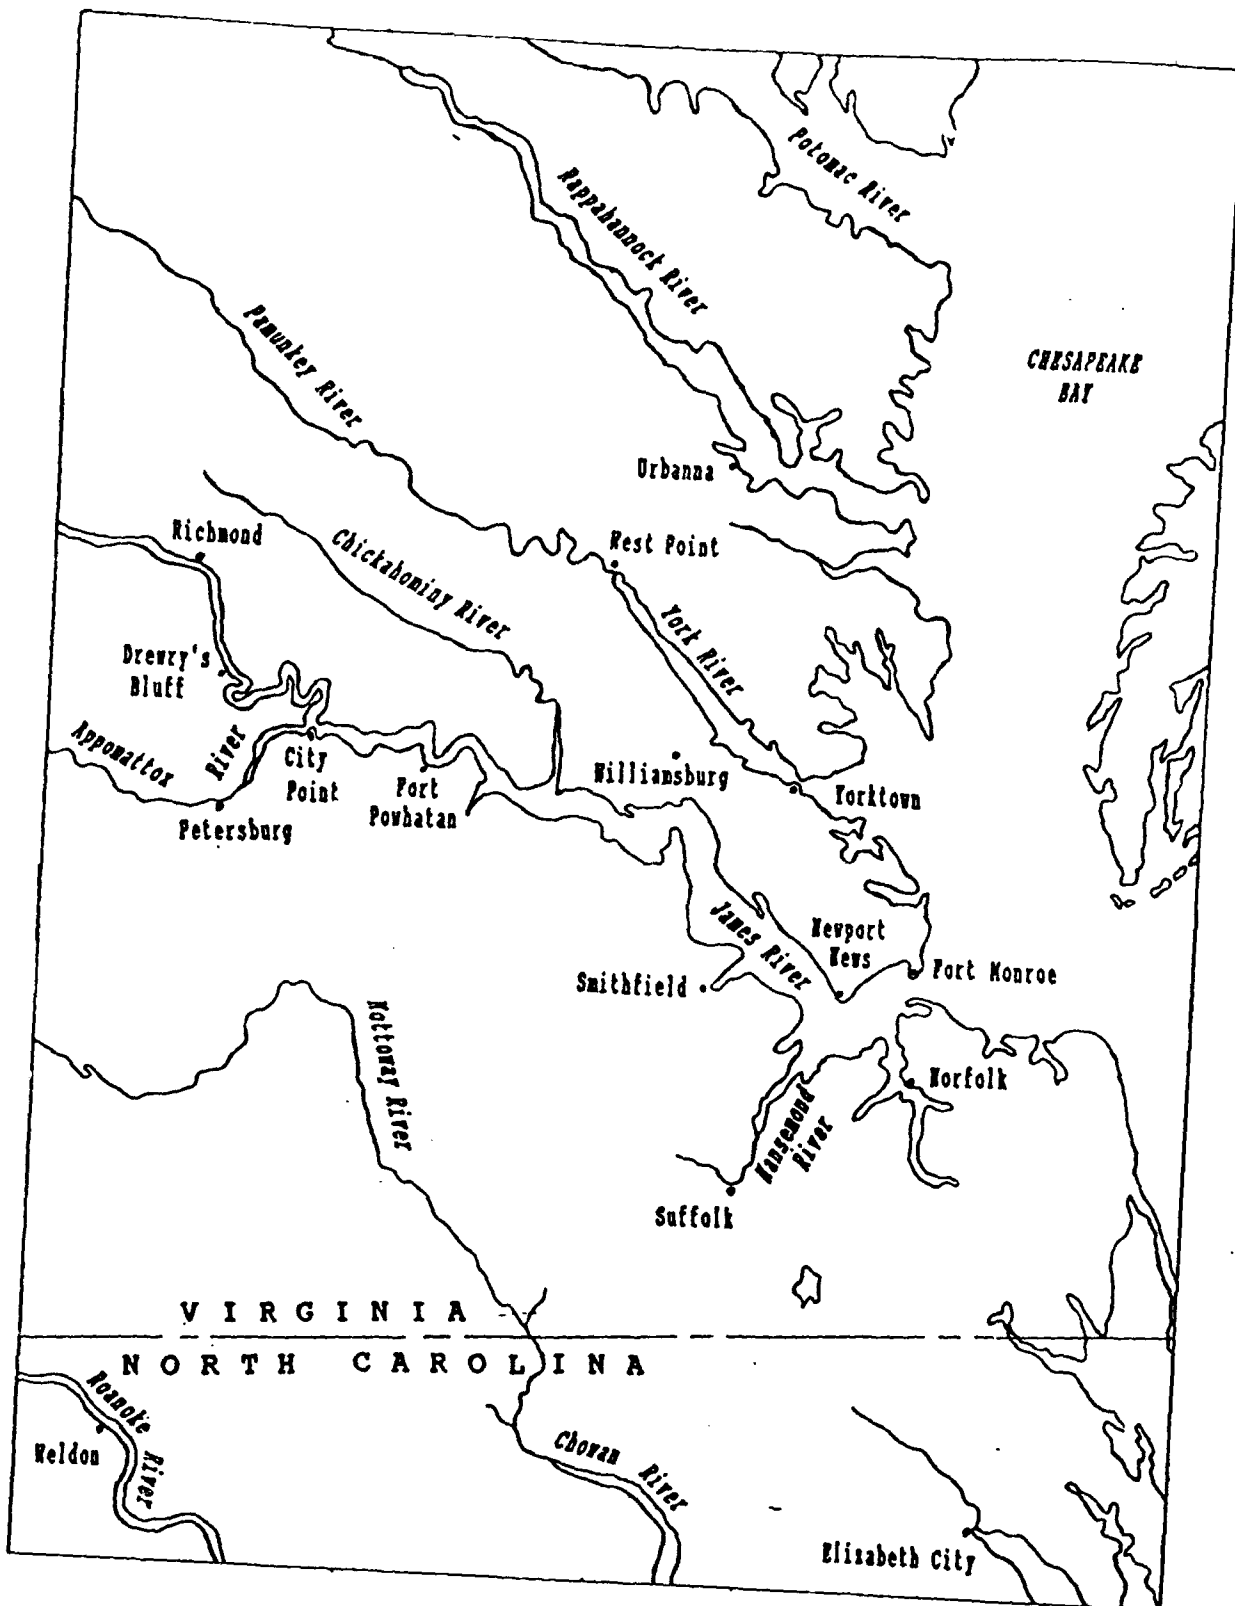 Potomac River
Rappahannock River
CHESAPEAKE
BAY
Pamunkey River
Urbanna
Richmond
West Point
Chickahominy River
York River
Drewry's
Bluff
Appomattox
River
City
Point
Fort
Powhatan
Williamsburg
Yorktown
Petersburg
James River
Newport
News
Fort Monroe
Smithfield
Nottoway River
Norfolk
Nansemond
River
Suffolk
VIRGINIA
NORTH CAROLINA
Roanoke River
Weldon
Chowan River
Elizabeth City